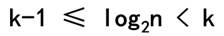 k-1 ≤ log₂n < k